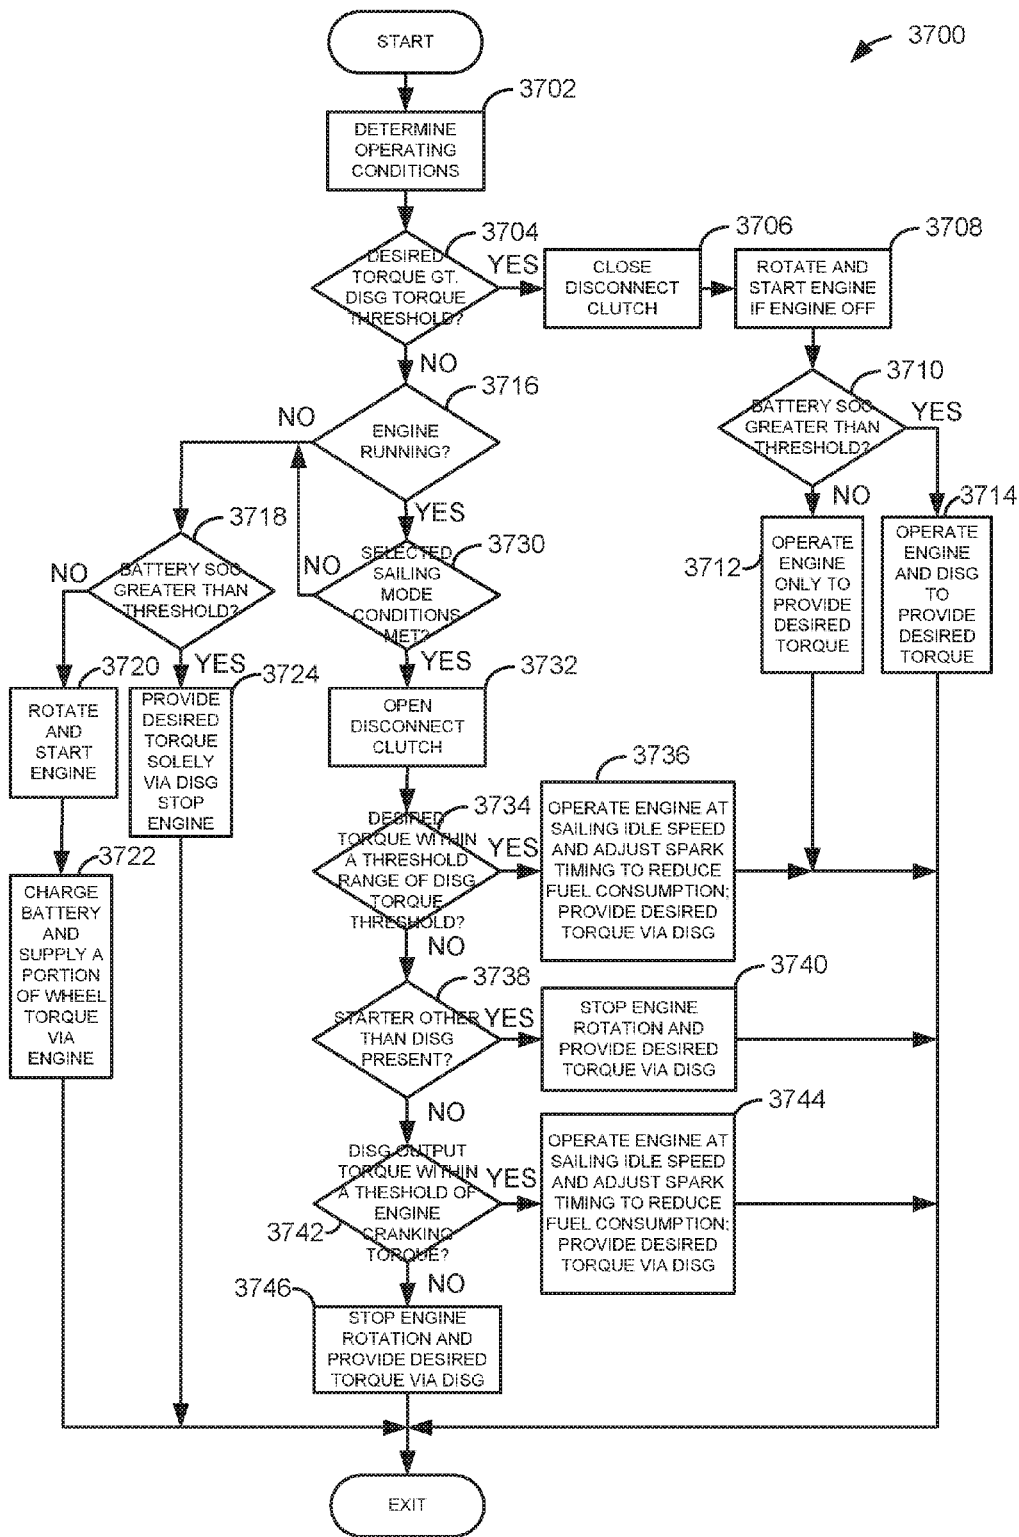 START
3700
3702
DETERMINE
OPERATING
CONDITIONS
3704
DESIRED
TORQUE GT.
DISG TORQUE
THRESHOLD?
YES
NO
3706
CLOSE
DISCONNECT
CLUTCH
3708
ROTATE AND
START ENGINE
IF ENGINE OFF
3710
BATTERY SOC
GREATER THAN
THRESHOLD?
YES
NO
3716
ENGINE
RUNNING?
NO
YES
3714
OPERATE
ENGINE
AND DISG
TO
PROVIDE
DESIRED
TORQUE
3712
OPERATE
ENGINE
ONLY TO
PROVIDE
DESIRED
TORQUE
3718
BATTERY SOC
GREATER THAN
THRESHOLD?
NO
YES
3730
SELECTED
SAILING
MODE
CONDITIONS
MET?
NO
YES
3720
ROTATE
AND
START
ENGINE
3724
PROVIDE
DESIRED
TORQUE
SOLELY
VIA DISG
STOP
ENGINE
3732
OPEN
DISCONNECT
CLUTCH
3722
CHARGE
BATTERY
AND
SUPPLY A
PORTION
OF WHEEL
TORQUE
VIA
ENGINE
3734
DESIRED
TORQUE WITHIN
A THRESHOLD
RANGE OF DISG
TORQUE
THRESHOLD?
YES
NO
3736
OPERATE ENGINE AT
SAILING IDLE SPEED
AND ADJUST SPARK
TIMING TO REDUCE
FUEL CONSUMPTION;
PROVIDE DESIRED
TORQUE VIA DISG
3738
STARTER OTHER
THAN DISG
PRESENT?
YES
NO
3740
STOP ENGINE
ROTATION AND
PROVIDE DESIRED
TORQUE VIA DISG
3742
DISG OUTPUT
TORQUE WITHIN
A THESHOLD OF
ENGINE
CRANKING
TORQUE?
YES
NO
3744
OPERATE ENGINE AT
SAILING IDLE SPEED
AND ADJUST SPARK
TIMING TO REDUCE
FUEL CONSUMPTION;
PROVIDE DESIRED
TORQUE VIA DISG
3746
STOP ENGINE
ROTATION AND
PROVIDE DESIRED
TORQUE VIA DISG
EXIT